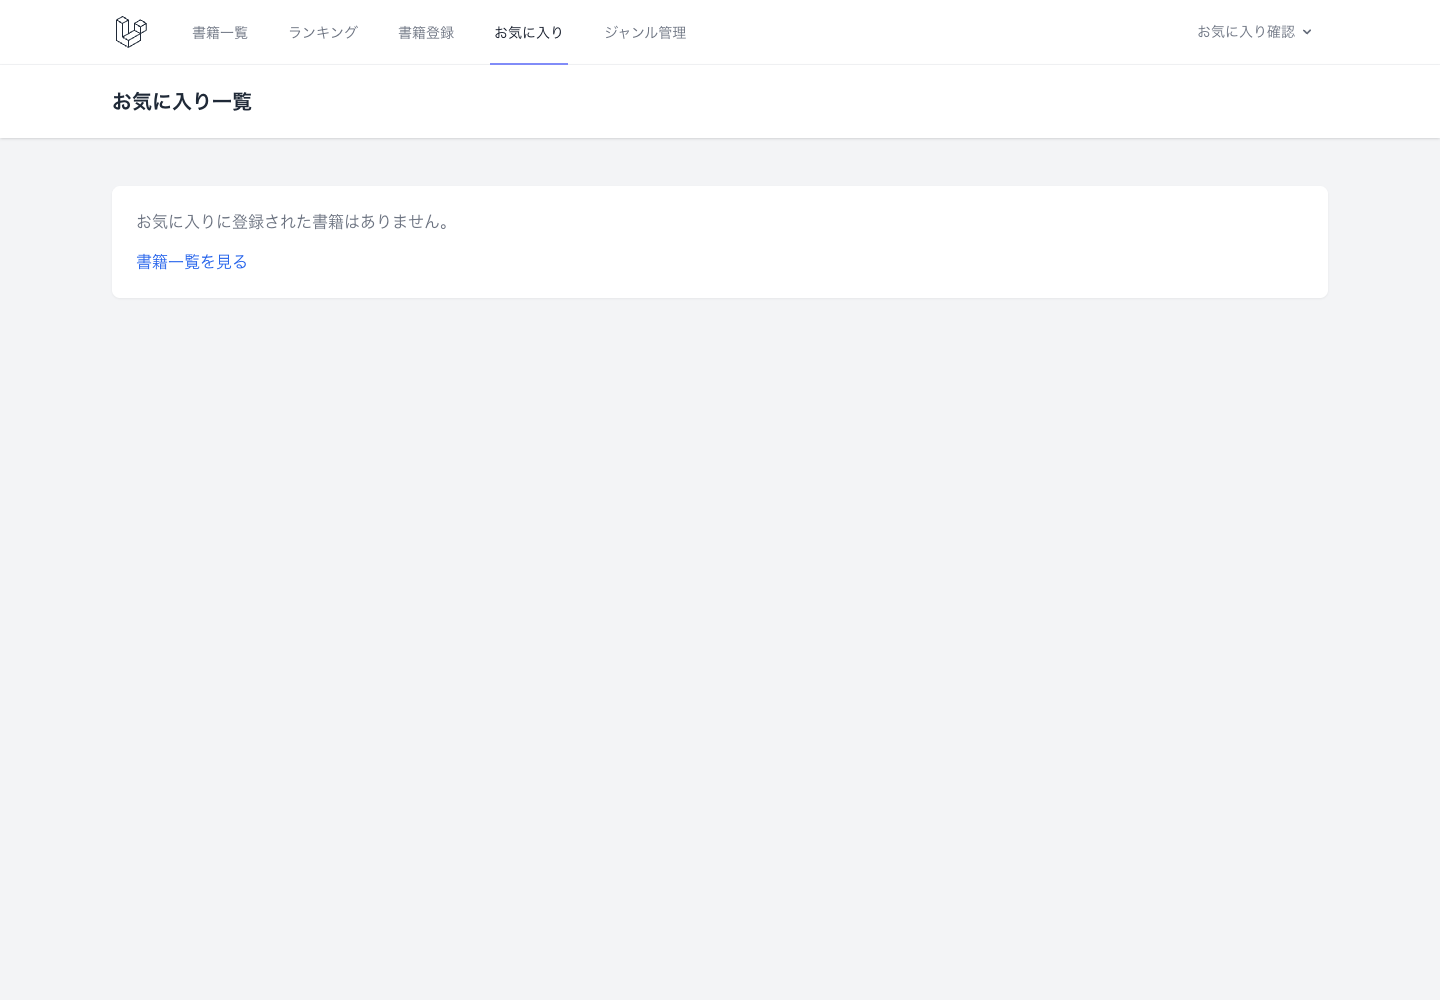 書籍一覧
ランキング
書籍登録
お気に入り
ジャンル管理
お気に入り確認
お気に入り一覧
お気に入りに登録された書籍はありません。
書籍一覧を見る